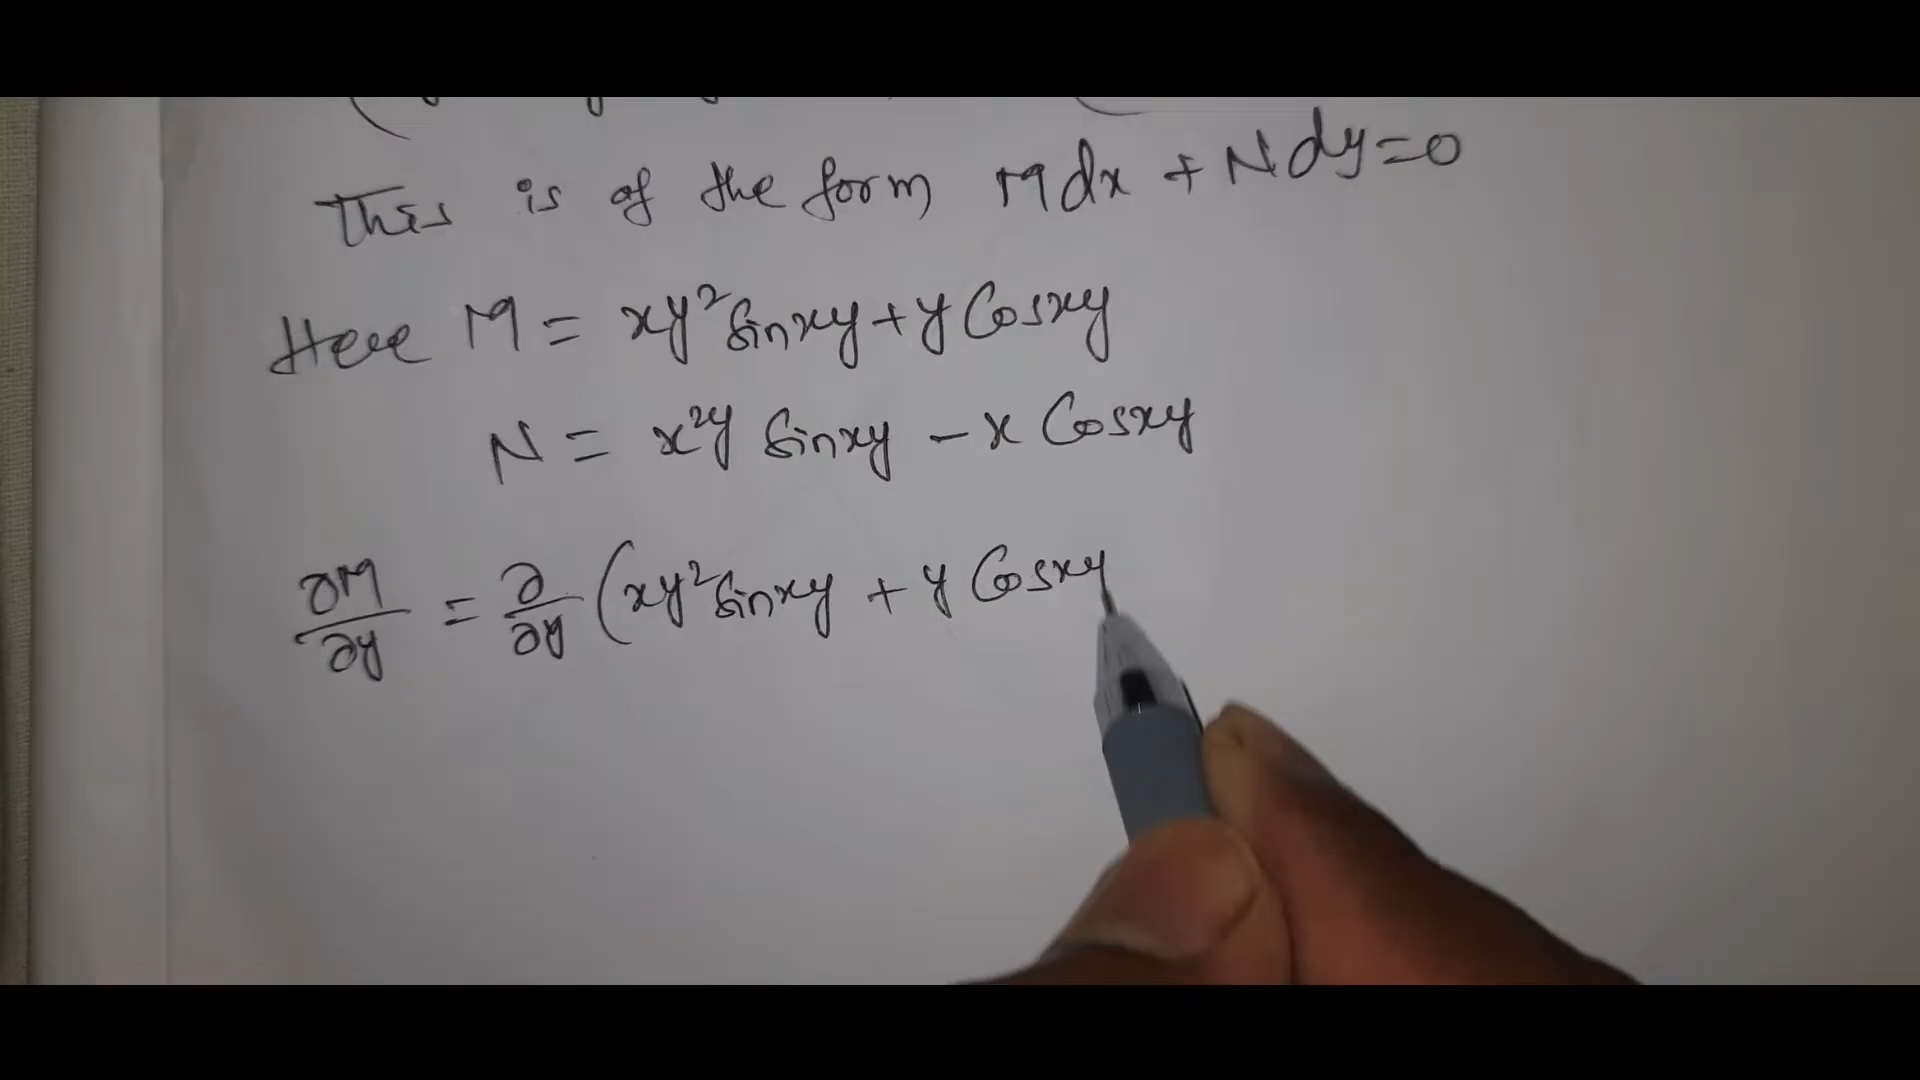 This is of the form Mdx + Ndy=0
Here M = xy² Sinxy + y Cosxy
N = x²y Sinxy - x Cosxy
∂M/∂y = ∂/∂y (xy² Sinxy + y Cosxy